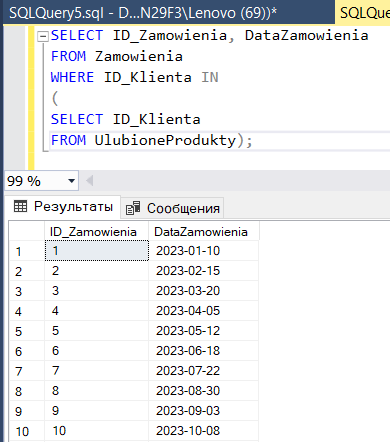 SQLQuery5.sql - D...N29F3\Lenovo (69))* SQLQue
SELECT ID_Zamowienia, DataZamowienia
FROM Zamowienia
WHERE ID_Klienta IN
(
SELECT ID_Klienta
FROM UlubioneProdukty);
99 %
Результаты Сообщения
ID_Zamowienia DataZamowienia
1 1 2023-01-10
2 2 2023-02-15
3 3 2023-03-20
4 4 2023-04-05
5 5 2023-05-12
6 6 2023-06-18
7 7 2023-07-22
8 8 2023-08-30
9 9 2023-09-03
10 10 2023-10-08